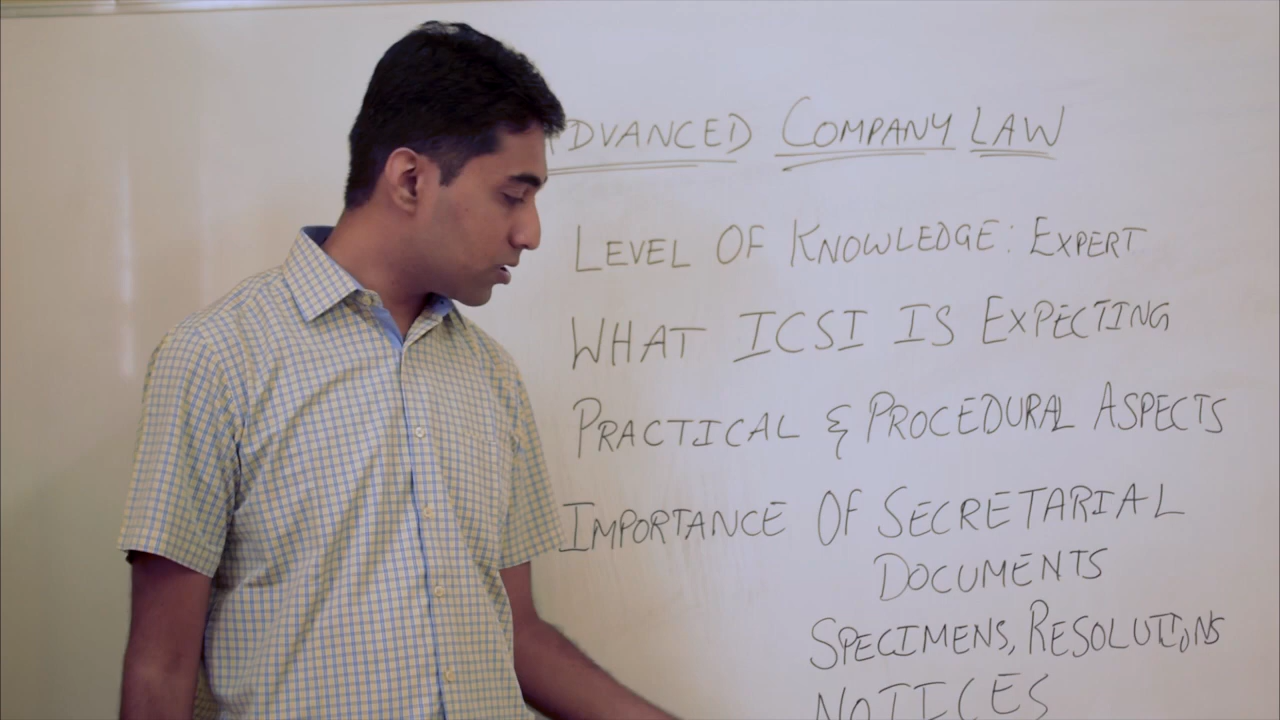 ADVANCED COMPANY LAW
LEVEL OF KNOWLEDGE: EXPERT
WHAT ICSI IS EXPECTING
PRACTICAL & PROCEDURAL ASPECTS
IMPORTANCE OF SECRETARIAL
DOCUMENTS
SPECIMENS, RESOLUTIONS
NOTICES